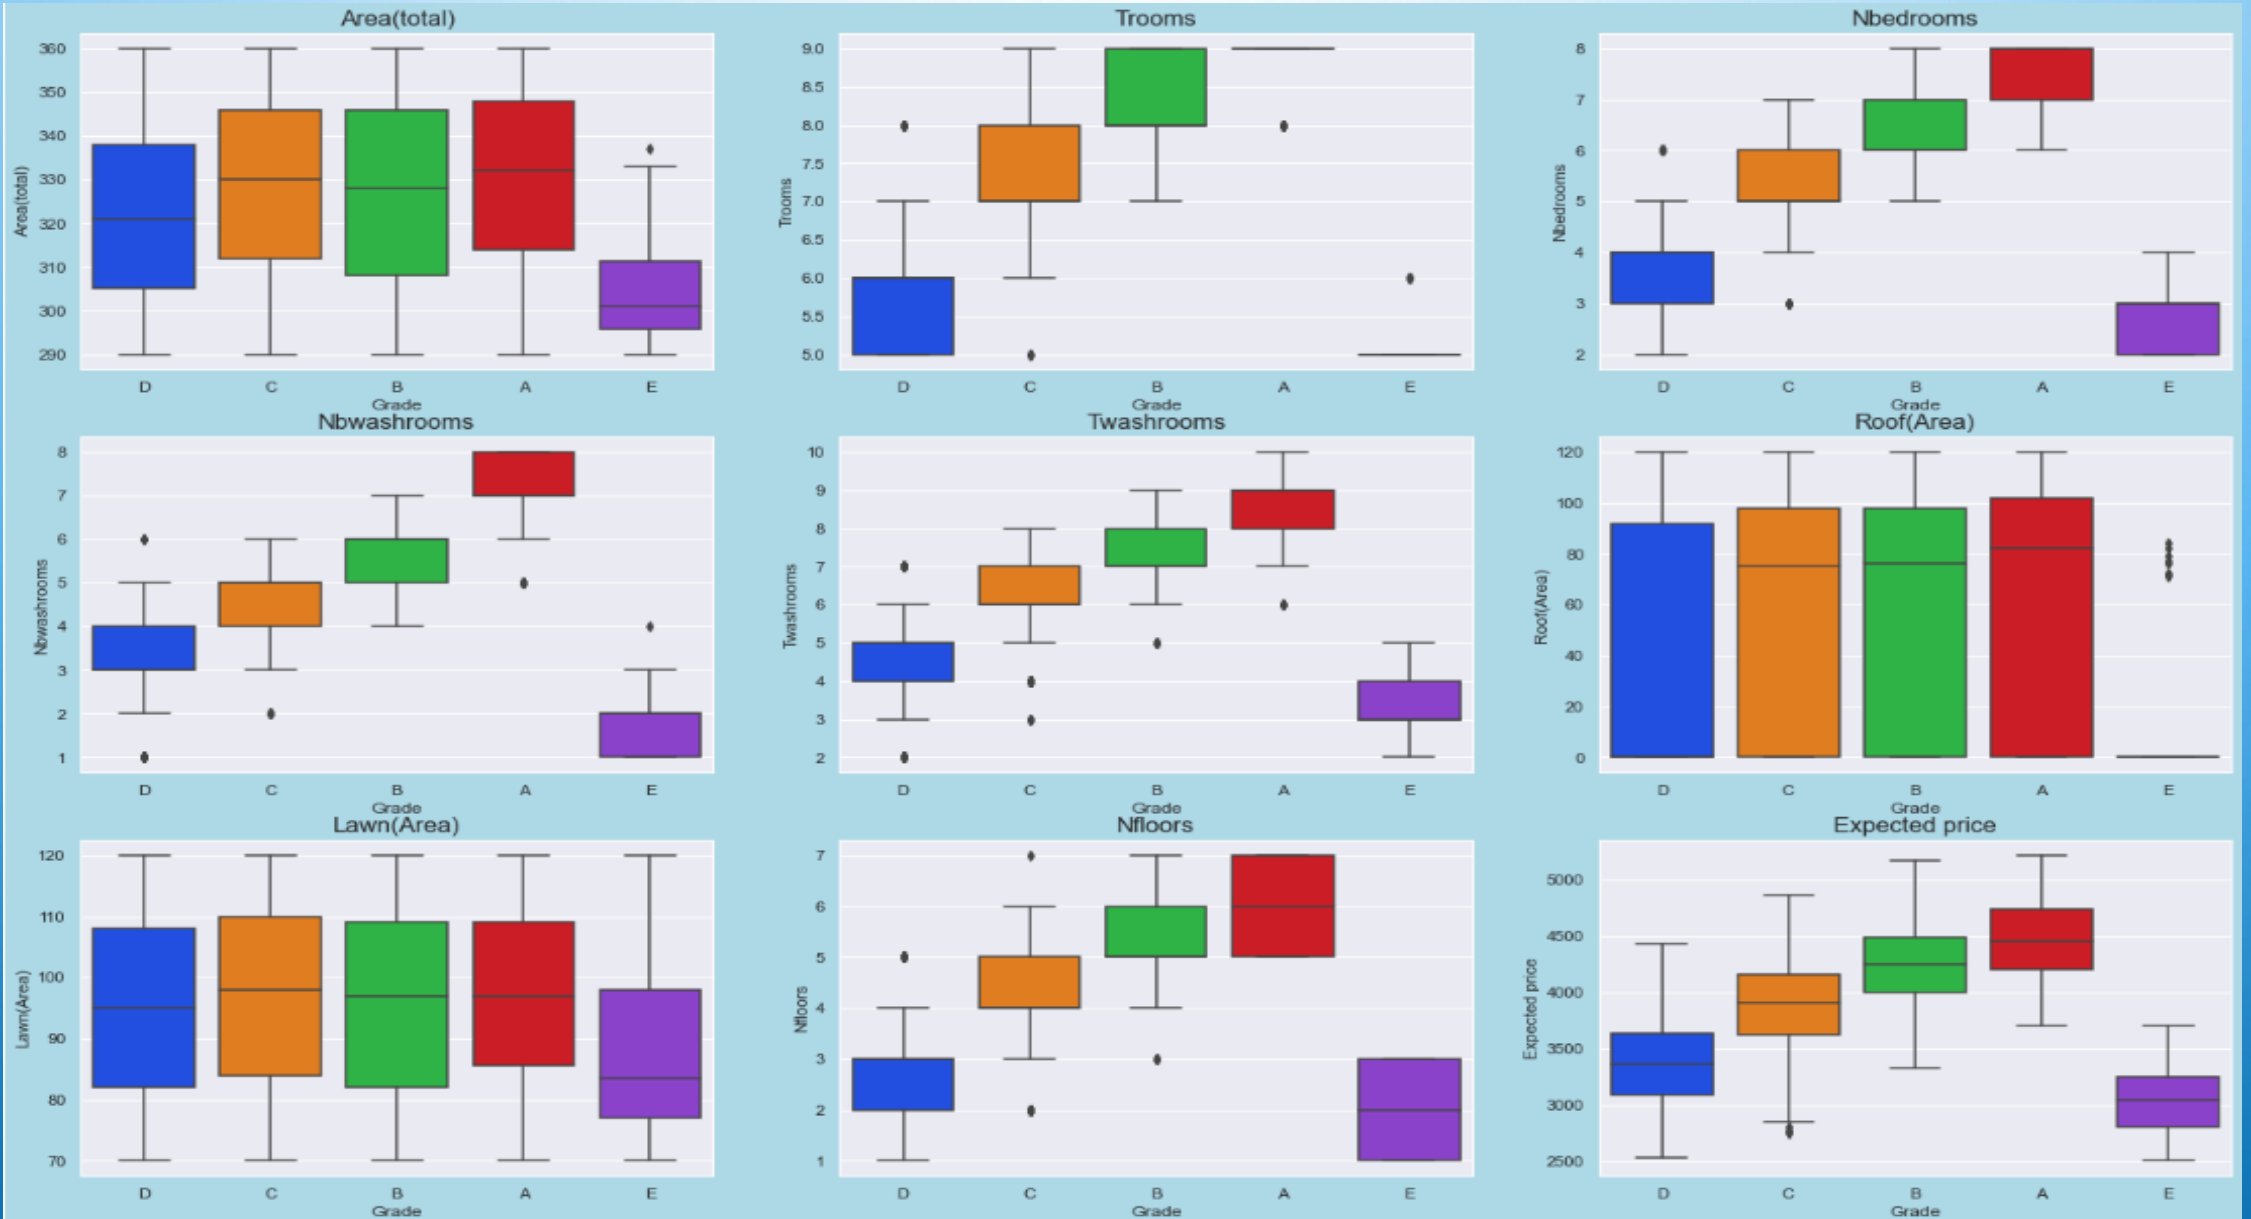 Area(total)
Area(total)
360
350
340
330
320
310
300
290
D C B A E
Grade
Trooms
Trooms
9.0
8.5
8.0
7.5
7.0
6.5
6.0
5.5
5.0
D C B A E
Grade
Nbedrooms
Nbedrooms
8
7
6
5
4
3
2
D C B A E
Grade
Nbwashrooms
Nbwashrooms
8
7
6
5
4
3
2
1
D C B A E
Grade
Twashrooms
Twashrooms
10
9
8
7
6
5
4
3
2
D C B A E
Grade
Roof(Area)
Roof(Area)
120
100
80
60
40
20
0
D C B A E
Grade
Lawn(Area)
Lawn(Area)
120
110
100
90
80
70
D C B A E
Grade
Nfloors
Nfloors
7
6
5
4
3
2
1
D C B A E
Grade
Expected price
Expected price
5000
4500
4000
3500
3000
2500
D C B A E
Grade